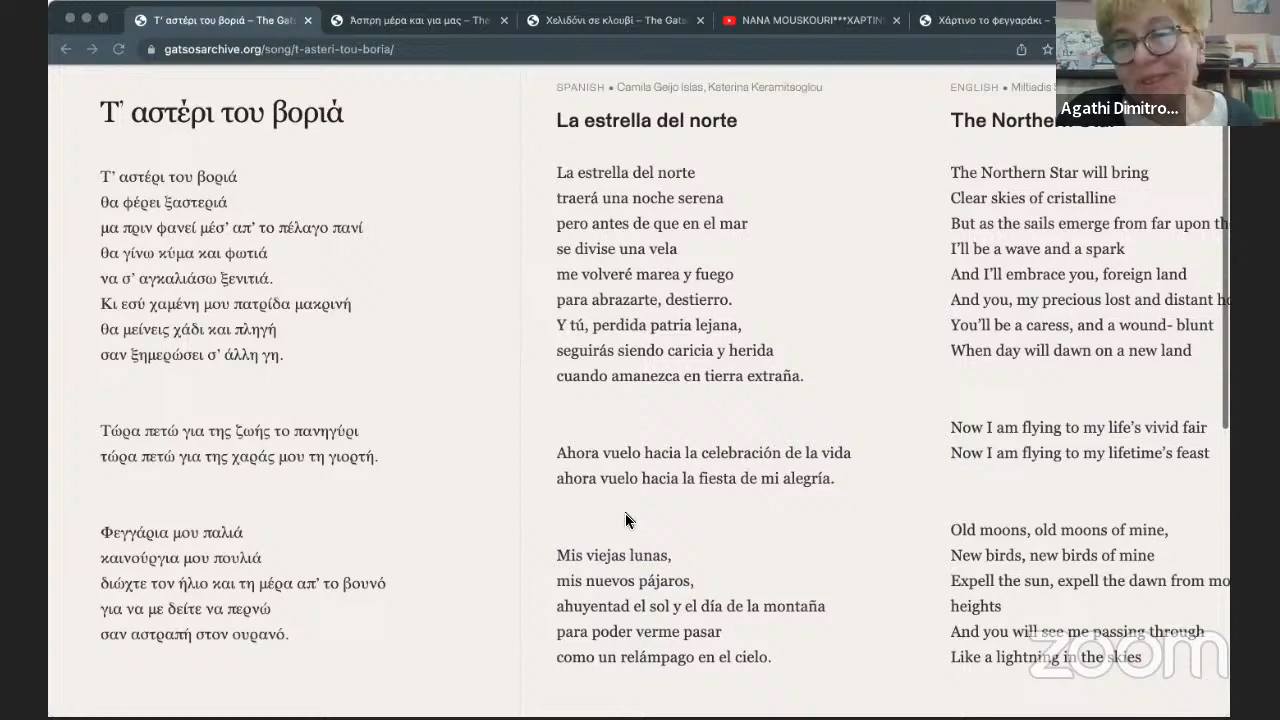 Τ' αστέρι του βοριά – The Gats
Άσπρη μέρα και για μας – The
Χελιδόνι σε κλουβί – The Gatso
NANA MOUSKOURI***ΧΑΡΤΙΝ
Χάρτινο το φεγγαράκι – T
gatsosarchive.org/song/t-asteri-tou-boria/
Agathi Dimitro...
Τ' αστέρι του βοριά
Τ' αστέρι του βοριά
θα φέρει ξαστεριά
μα πριν φανεί μέσ' απ' το πέλαγο πανί
θα γίνω κύμα και φωτιά
να σ' αγκαλιάσω ξενιτιά.
Κι εσύ χαμένη μου πατρίδα μακρινή
θα μείνεις χάδι και πληγή
σαν ξημερώσει σ' άλλη γη.
Τώρα πετώ για της ζωής το πανηγύρι
τώρα πετώ για της χαράς μου τη γιορτή.
Φεγγάρια μου παλιά
καινούργια μου πουλιά
διώχτε τον ήλιο και τη μέρα απ' το βουνό
για να με δείτε να περνώ
σαν αστραπή στον ουρανό.
SPANISH • Camila Geijo Islas, Katerina Keramitsoglou
La estrella del norte
La estrella del norte
traerá una noche serena
pero antes de que en el mar
se divise una vela
me volveré marea y fuego
para abrazarte, destierro.
Y tú, perdida patria lejana,
seguirás siendo caricia y herida
cuando amanezca en tierra extraña.
Ahora vuelo hacia la celebración de la vida
ahora vuelo hacia la fiesta de mi alegría.
Mis viejas lunas,
mis nuevos pájaros,
ahuyentad el sol y el día de la montaña
para poder verme pasar
como un relámpago en el cielo.
ENGLISH • Miltiadis
The Northern
The Northern Star will bring
Clear skies of cristalline
But as the sails emerge from far upon th
I'll be a wave and a spark
And I'll embrace you, foreign land
And you, my precious lost and distant ho
You'll be a caress, and a wound- blunt
When day will dawn on a new land
Now I am flying to my life's vivid fair
Now I am flying to my lifetime's feast
Old moons, old moons of mine,
New birds, new birds of mine
Expell the sun, expell the dawn from mo
heights
And you will see me passing through
Like a lightning in the skies
zoom